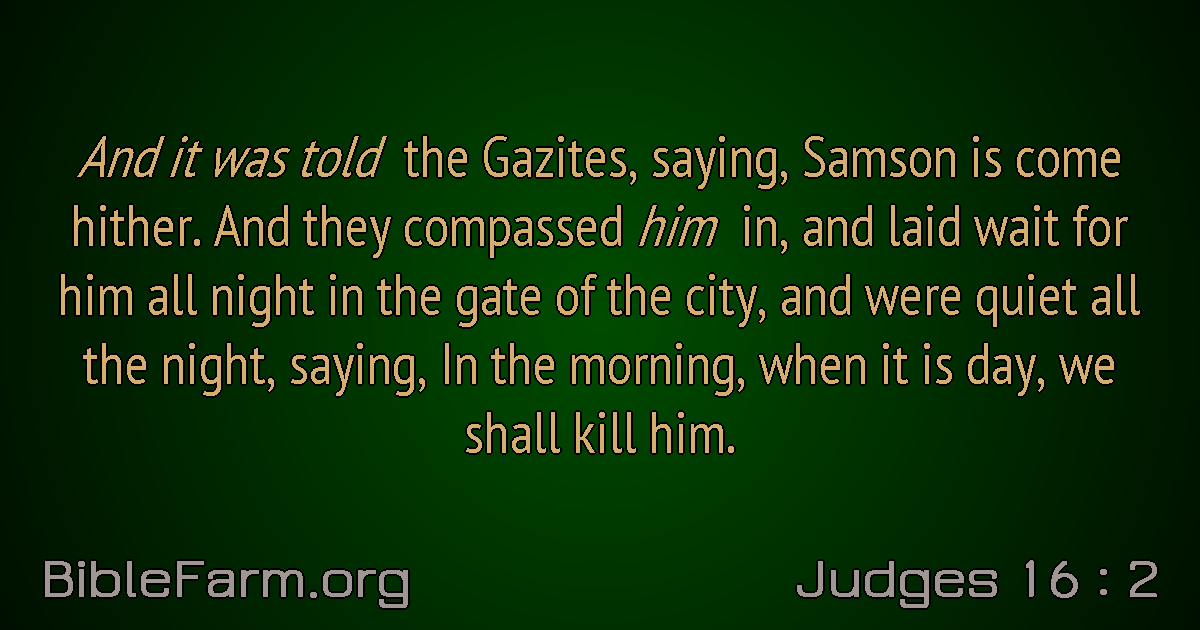 And it was told the Gazites, saying, Samson is come
hither. And they compassed him in, and laid wait for
him all night in the gate of the city, and were quiet all
the night, saying, In the morning, when it is day, we
shall kill him.
BibleFarm.org
Judges 16 : 2